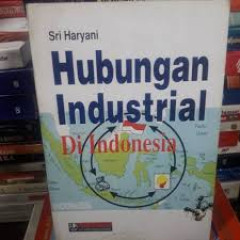 Sri Haryani
Hubungan
Industrial
Di Indonesia